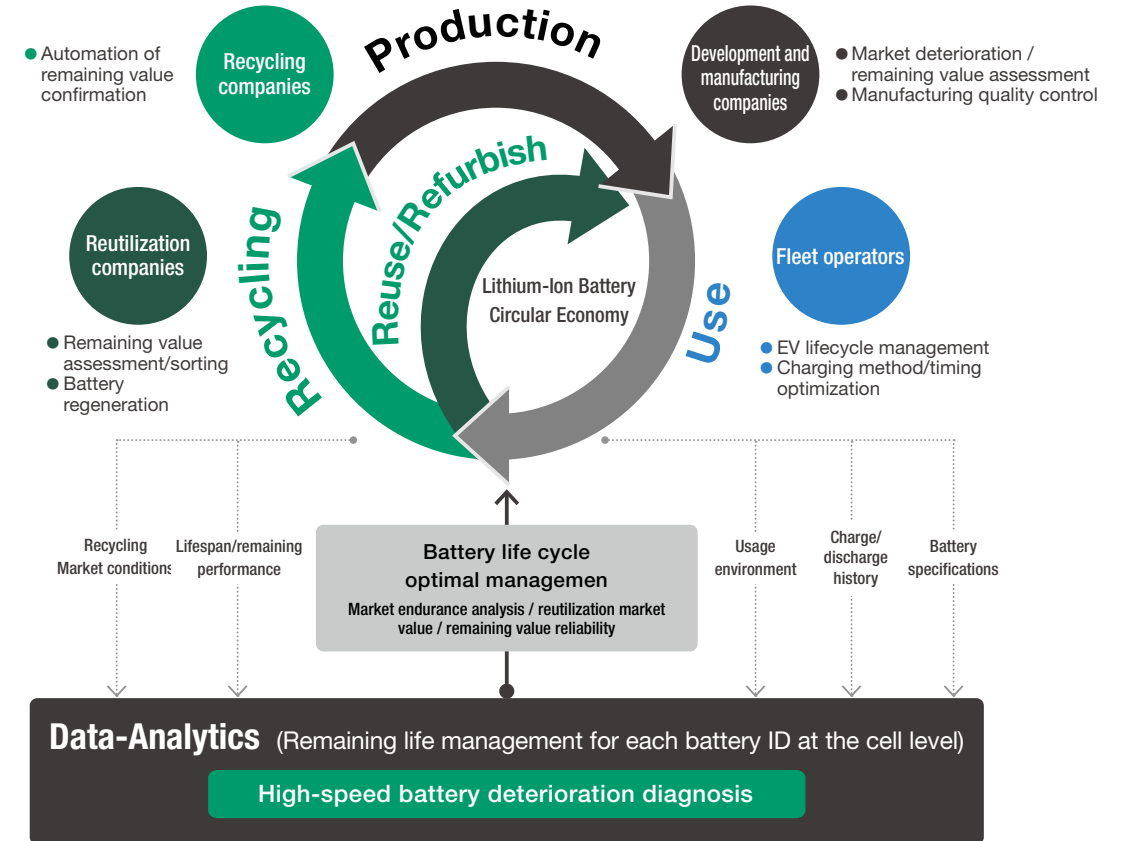 Production
Recycling
companies
Automation of
remaining value
confirmation
Development and
manufacturing
companies
Market deterioration /
remaining value assessment
Manufacturing quality control
Reutilization
companies
Remaining value
assessment/sorting
Battery
regeneration
Recycling
Reuse/Refurbish
Lithium-Ion Battery
Circular Economy
Use
Fleet operators
EV lifecycle management
Charging method/timing
optimization
Recycling
Market conditions
Lifespan/remaining
performance
Battery life cycle
optimal managemen
Market endurance analysis / reutilization market
value / remaining value reliability
Usage
environment
Charge/
discharge
history
Battery
specifications
Data-Analytics (Remaining life management for each battery ID at the cell level)
High-speed battery deterioration diagnosis